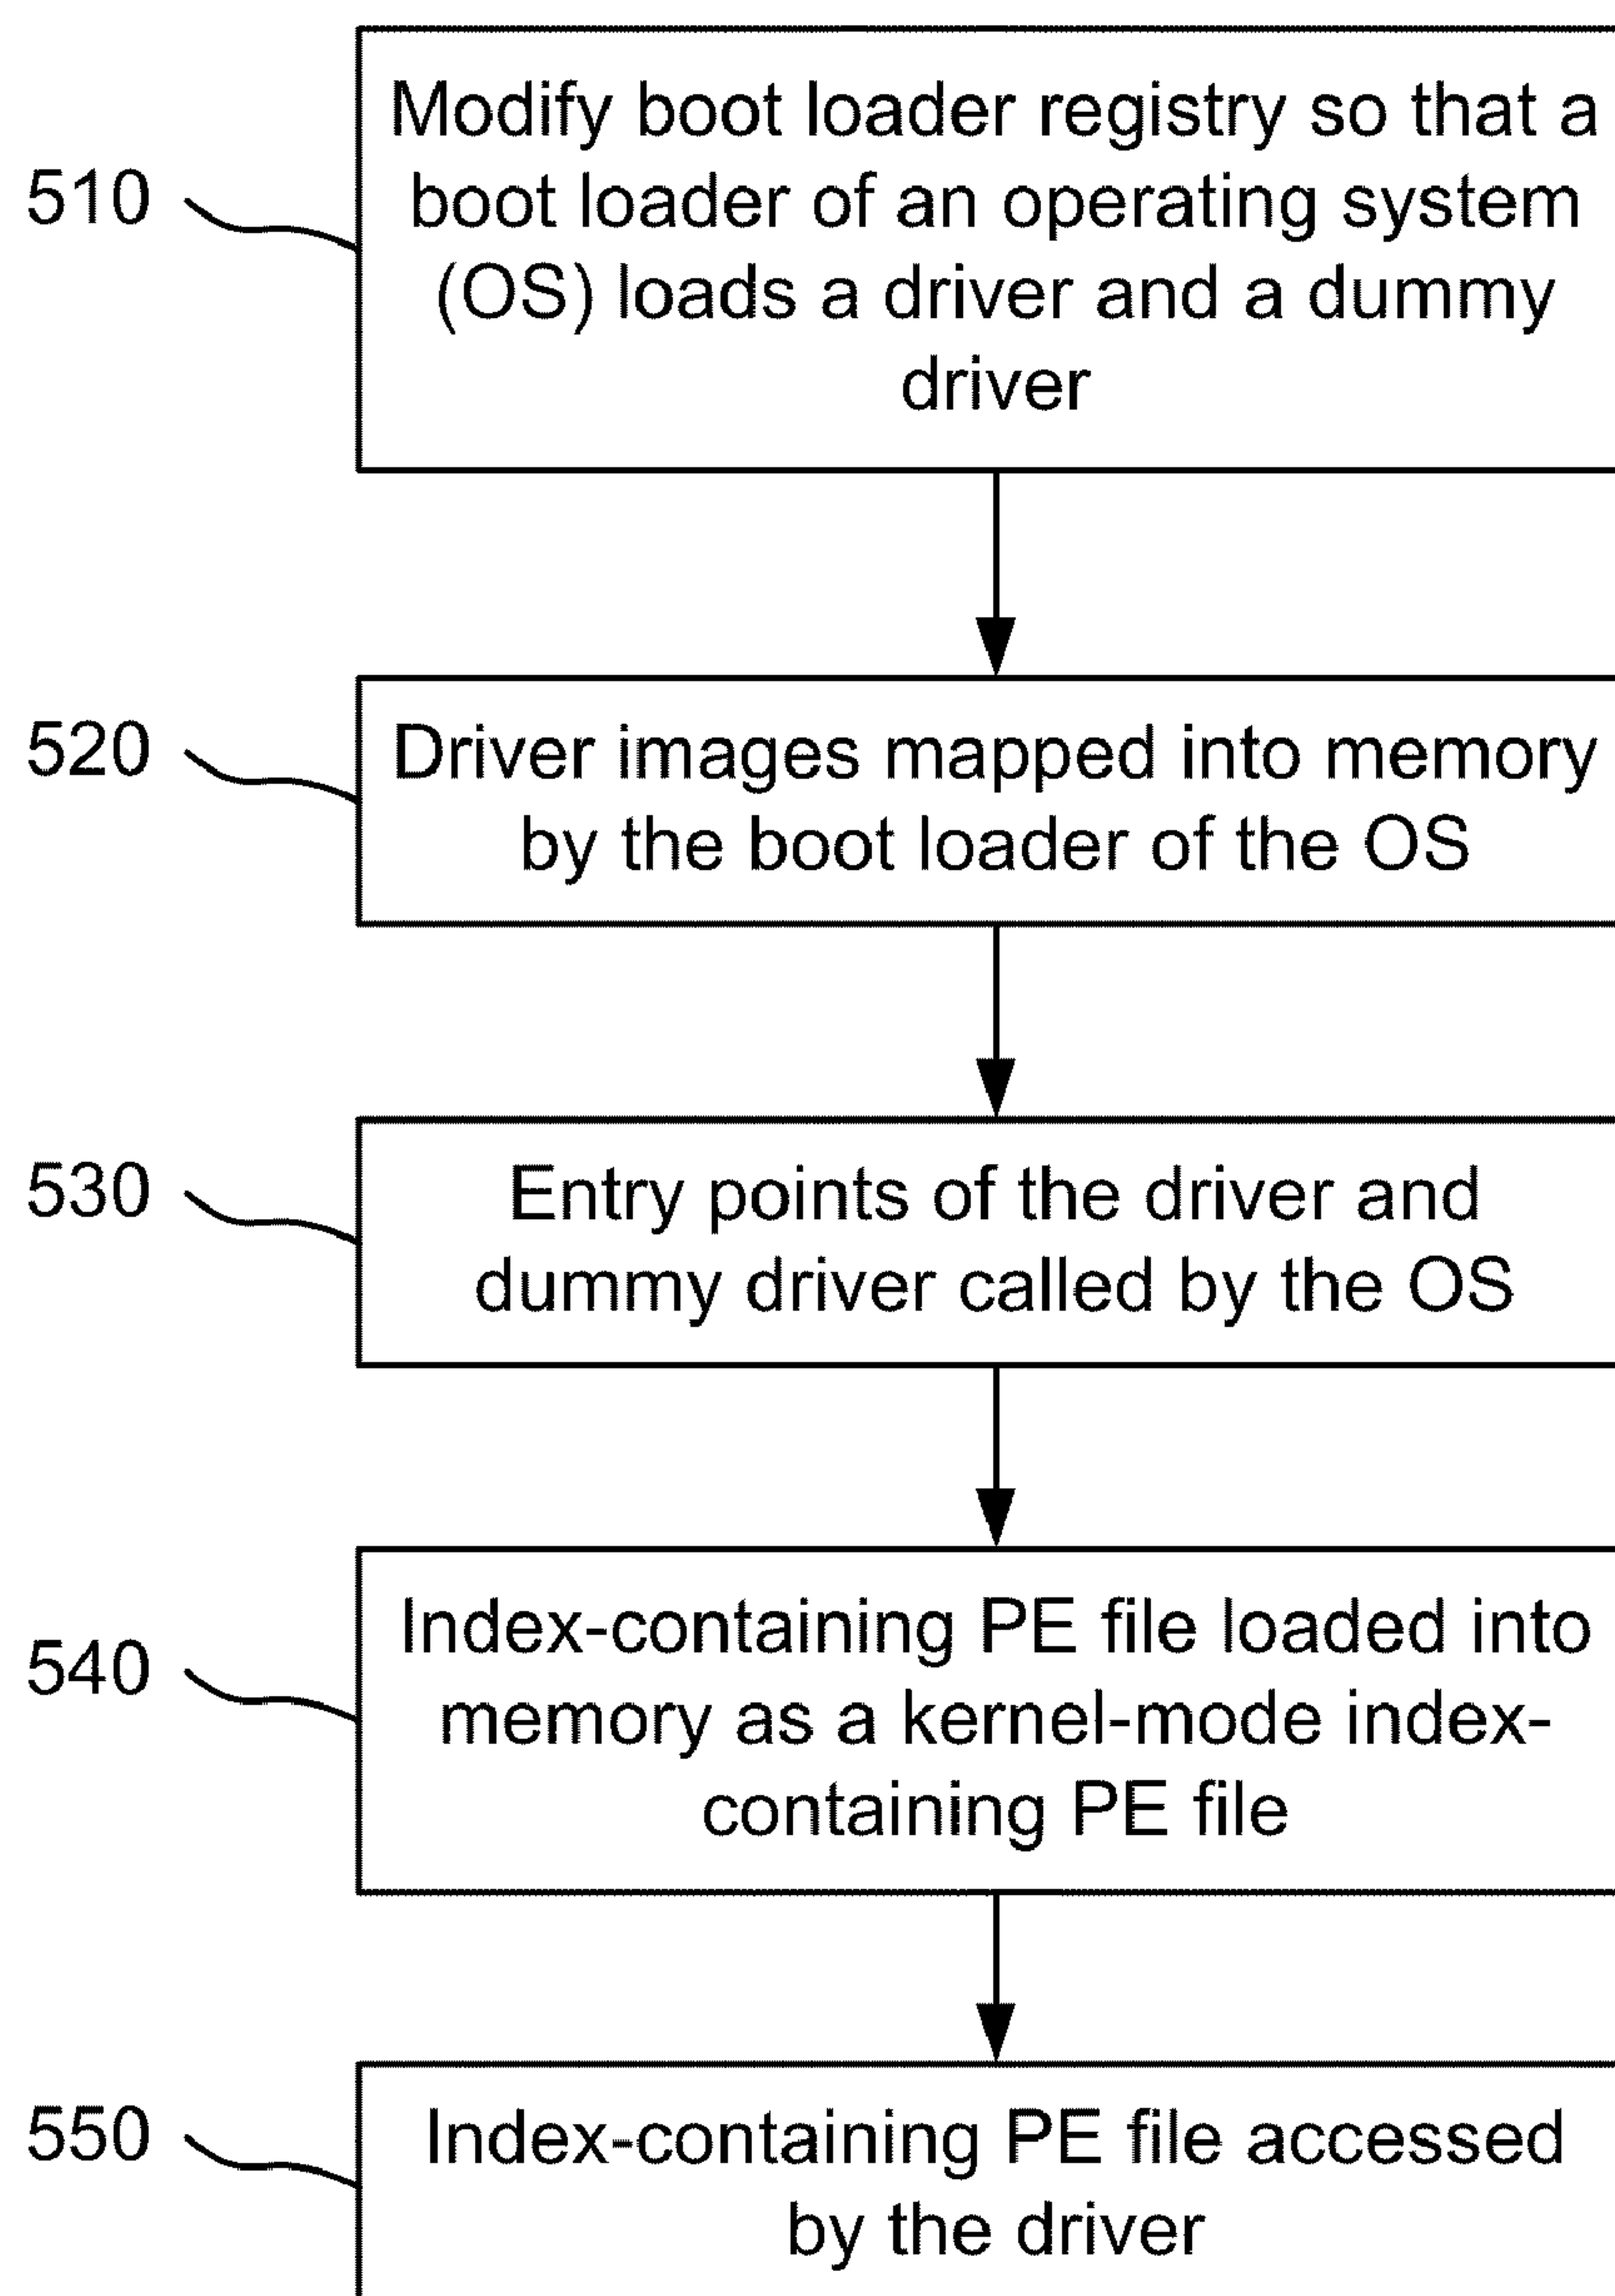 510
Modify boot loader registry so that a
boot loader of an operating system
(OS) loads a driver and a dummy
driver
520
Driver images mapped into memory
by the boot loader of the OS
530
Entry points of the driver and
dummy driver called by the OS
540
Index-containing PE file loaded into
memory as a kernel-mode index-
containing PE file
550
Index-containing PE file accessed
by the driver